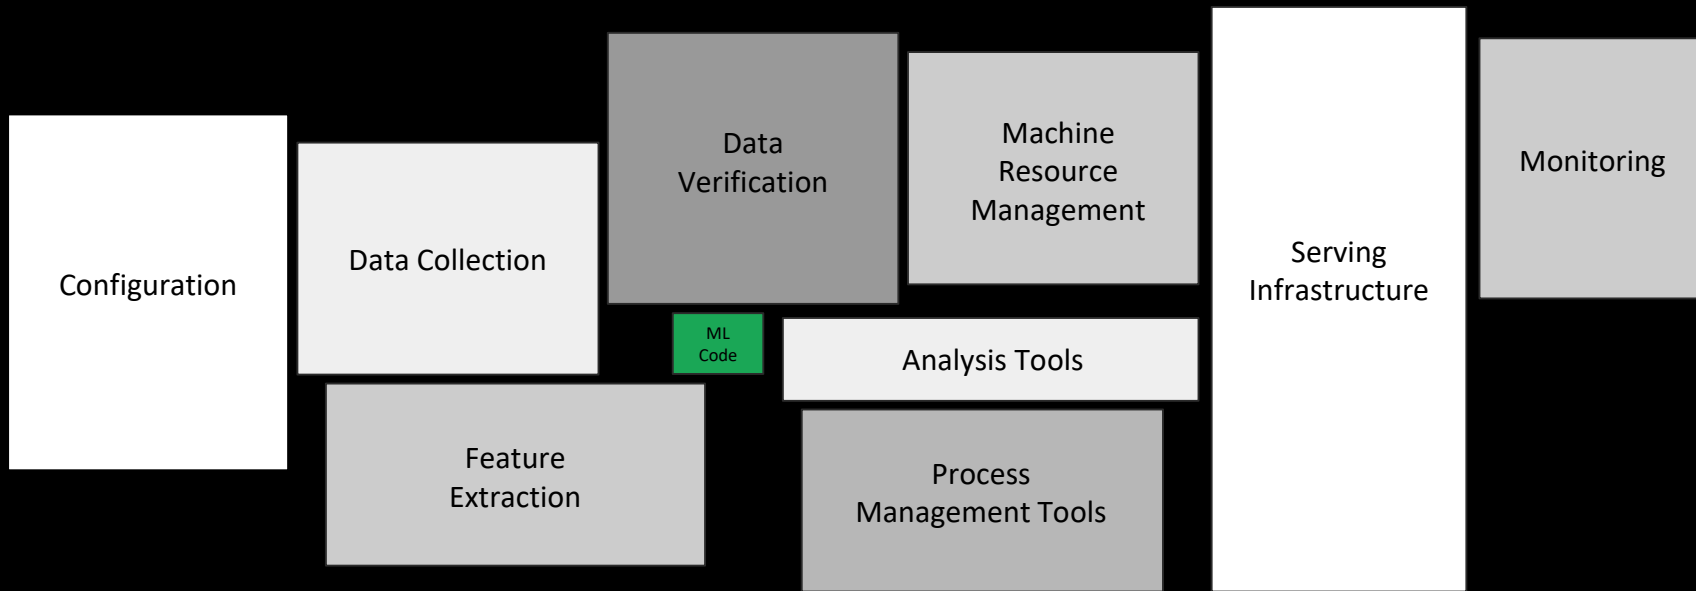 Configuration
Data Collection
Feature
Extraction
Data
Verification
ML
Code
Machine
Resource
Management
Analysis Tools
Process
Management Tools
Serving
Infrastructure
Monitoring